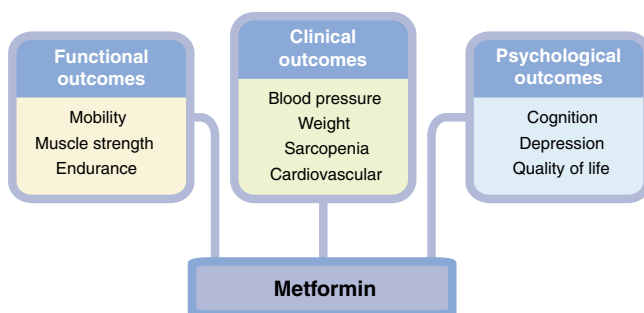 Functional
outcomes
Mobility
Muscle strength
Endurance
Clinical
outcomes
Blood pressure
Weight
Sarcopenia
Cardiovascular
Psychological
outcomes
Cognition
Depression
Quality of life
Metformin